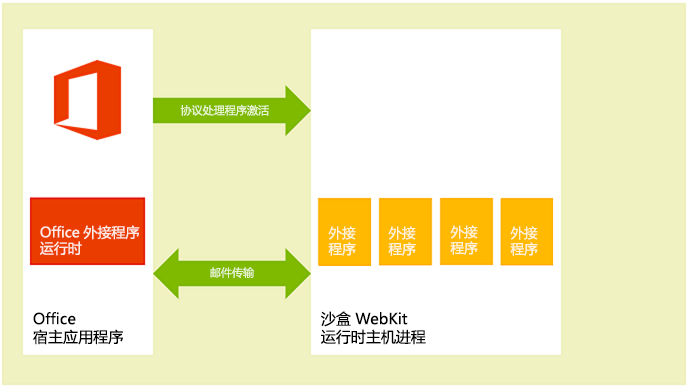 协议处理程序激活
Office 外接程序
运行时
外接
程序
外接
程序
外接
程序
外接
程序
邮件传输
Office
宿主应用程序
沙盒 WebKit
运行时主机进程